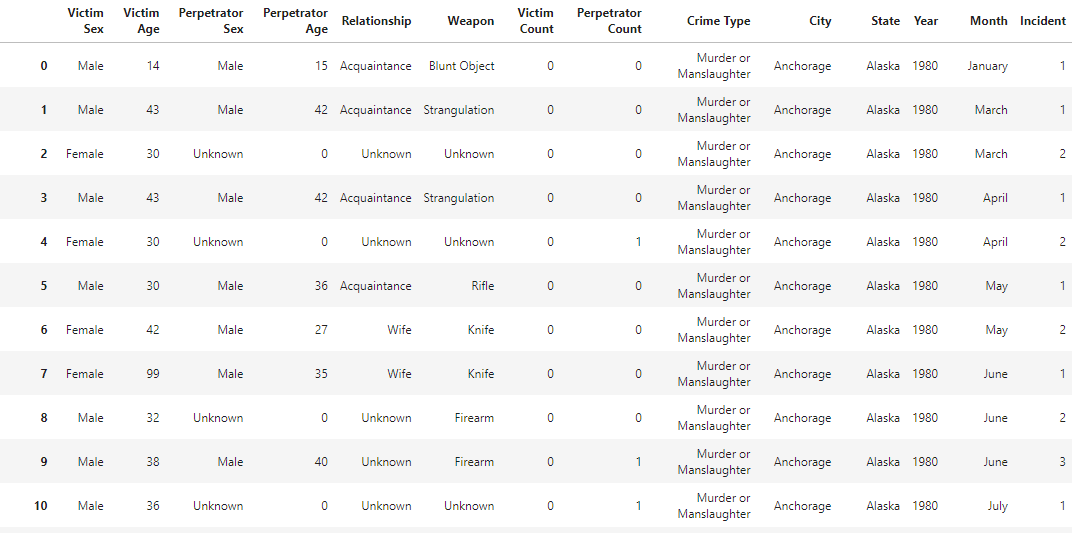 Victim Sex Victim Age Perpetrator Sex Perpetrator Age Relationship Weapon Victim Count Perpetrator Count Crime Type City State Year Month Incident
0 Male 14 Male 15 Acquaintance Blunt Object 0 0 Murder or Manslaughter Anchorage Alaska 1980 January 1
1 Male 43 Male 42 Acquaintance Strangulation 0 0 Murder or Manslaughter Anchorage Alaska 1980 March 1
2 Female 30 Unknown 0 Unknown Unknown 0 0 Murder or Manslaughter Anchorage Alaska 1980 March 2
3 Male 43 Male 42 Acquaintance Strangulation 0 0 Murder or Manslaughter Anchorage Alaska 1980 April 1
4 Female 30 Unknown 0 Unknown Unknown 0 1 Murder or Manslaughter Anchorage Alaska 1980 April 2
5 Male 30 Male 36 Acquaintance Rifle 0 0 Murder or Manslaughter Anchorage Alaska 1980 May 1
6 Female 42 Male 27 Wife Knife 0 0 Murder or Manslaughter Anchorage Alaska 1980 May 2
7 Female 99 Male 35 Wife Knife 0 0 Murder or Manslaughter Anchorage Alaska 1980 June 1
8 Male 32 Unknown 0 Unknown Firearm 0 0 Murder or Manslaughter Anchorage Alaska 1980 June 2
9 Male 38 Male 40 Unknown Firearm 0 1 Murder or Manslaughter Anchorage Alaska 1980 June 3
10 Male 36 Unknown 0 Unknown Unknown 0 1 Murder or Manslaughter Anchorage Alaska 1980 July 1